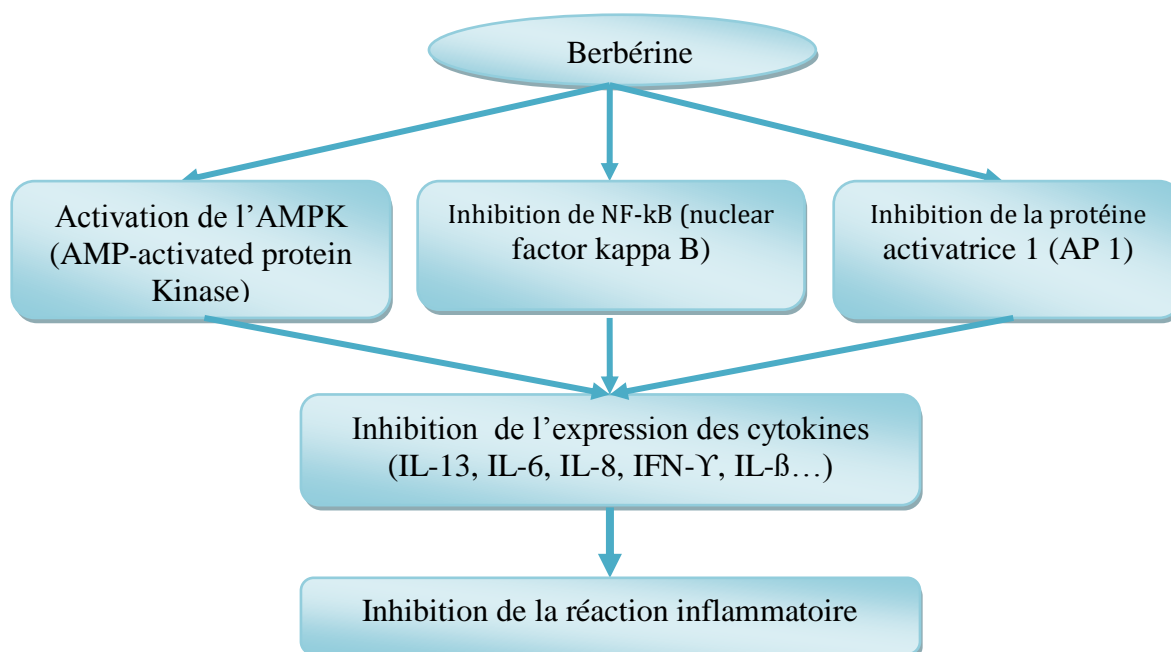 Berbérine
Activation de l’AMPK
(AMP-activated protein
Kinase)
Inhibition de NF-kB (nuclear
factor kappa B)
Inhibition de la protéine
activatrice 1 (AP 1)
Inhibition  de l’expression des cytokines
(IL-13, IL-6, IL-8, IFN-ϒ, IL-ß…)
Inhibition de la réaction inflammatoire